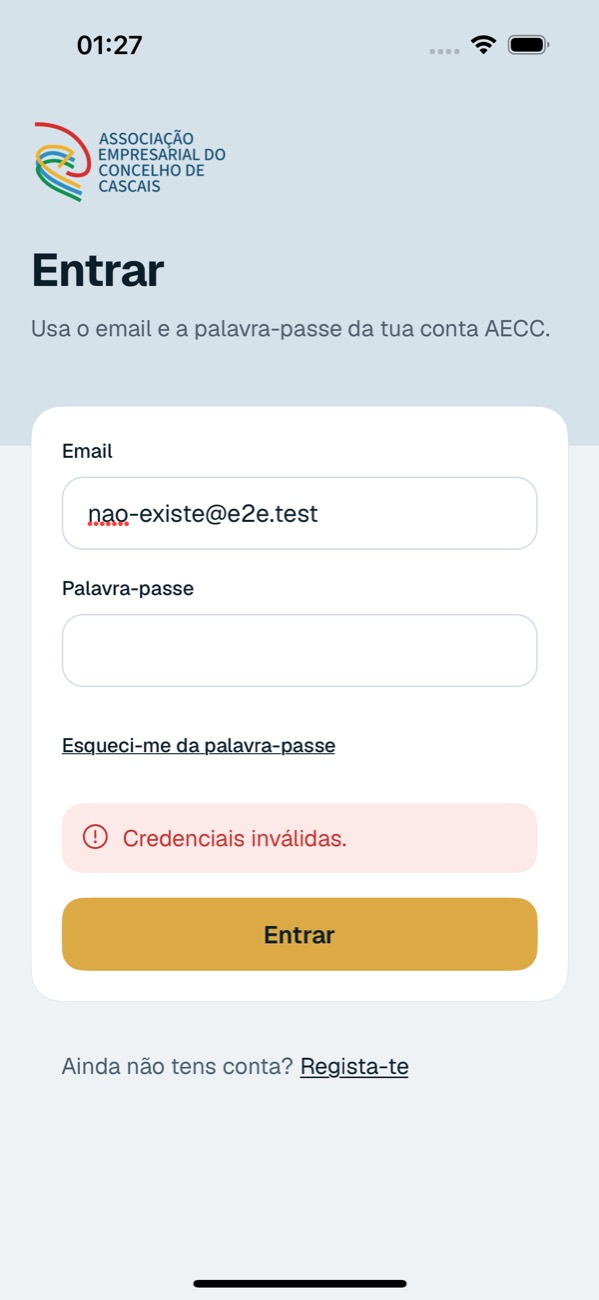 01:27
ASSOCIAÇÃO
EMPRESARIAL DO
CONCELHO DE
CASCAIS
Entrar
Usa o email e a palavra-passe da tua conta AECC.
Email
nao-existe@e2e.test
Palavra-passe
Esqueci-me da palavra-passe
Credenciais inválidas.
Entrar
Ainda não tens conta? Regista-te